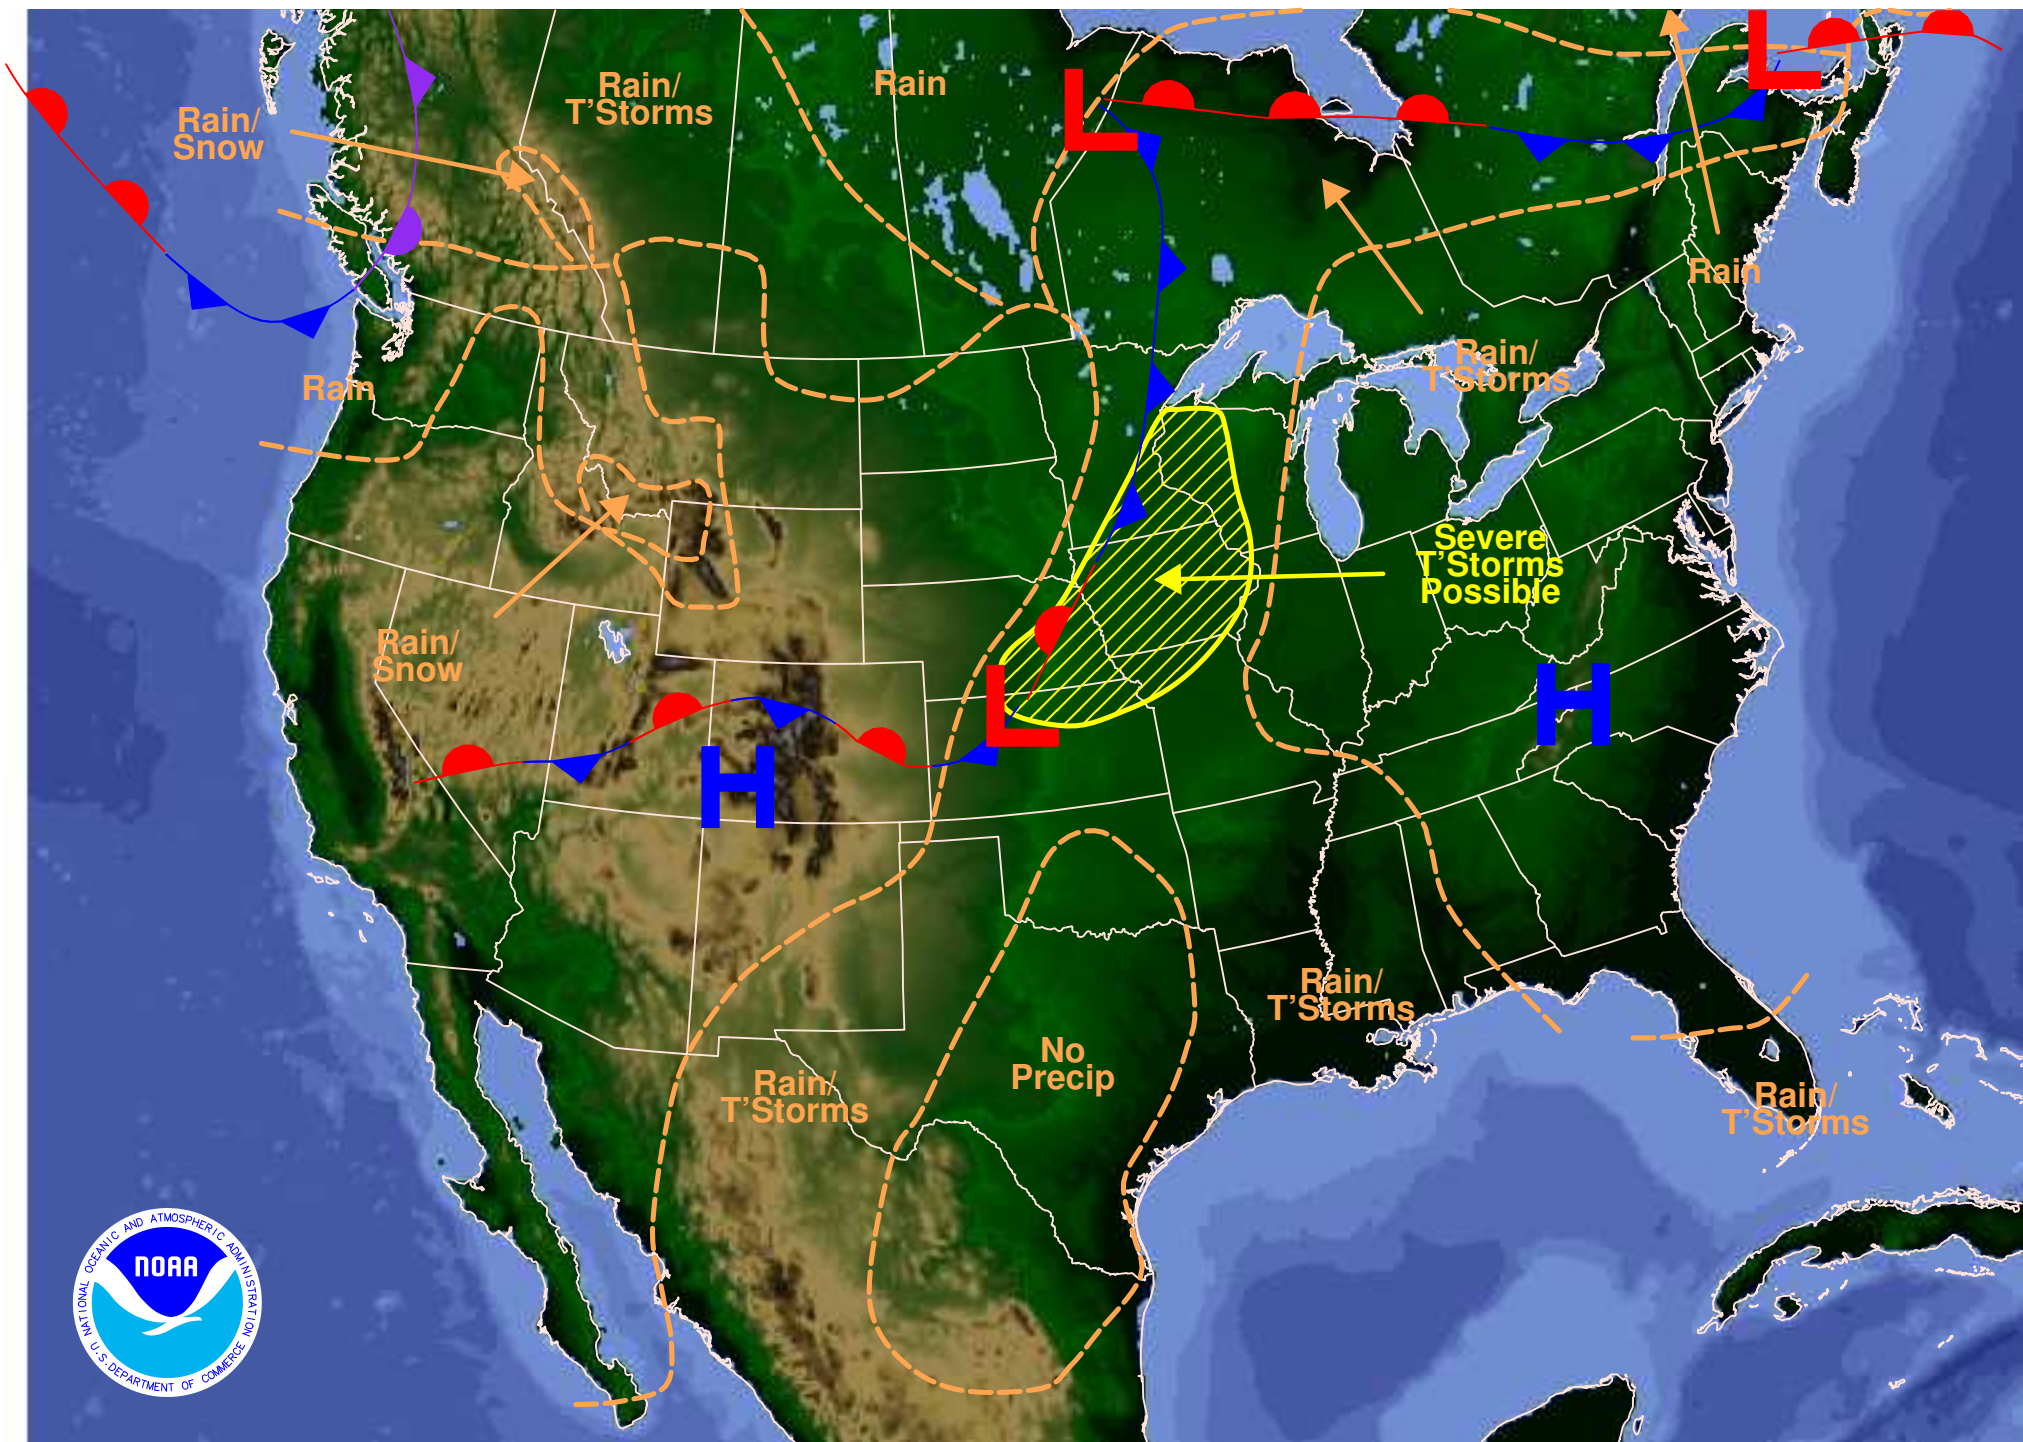 L
Rain/
T'Storms
Rain
L
Rain/
Snow
Rain
Rain/
T'Storms
Rain
Severe
T'Storms
Possible
Rain/
Snow
L
H
H
Rain/
T'Storms
No
Precip
Rain/
T'Storms
Rain/
T'Storms
NATIONAL OCEANIC AND ATMOSPHERIC ADMINISTRATION
NOAA
U.S. DEPARTMENT OF COMMERCE